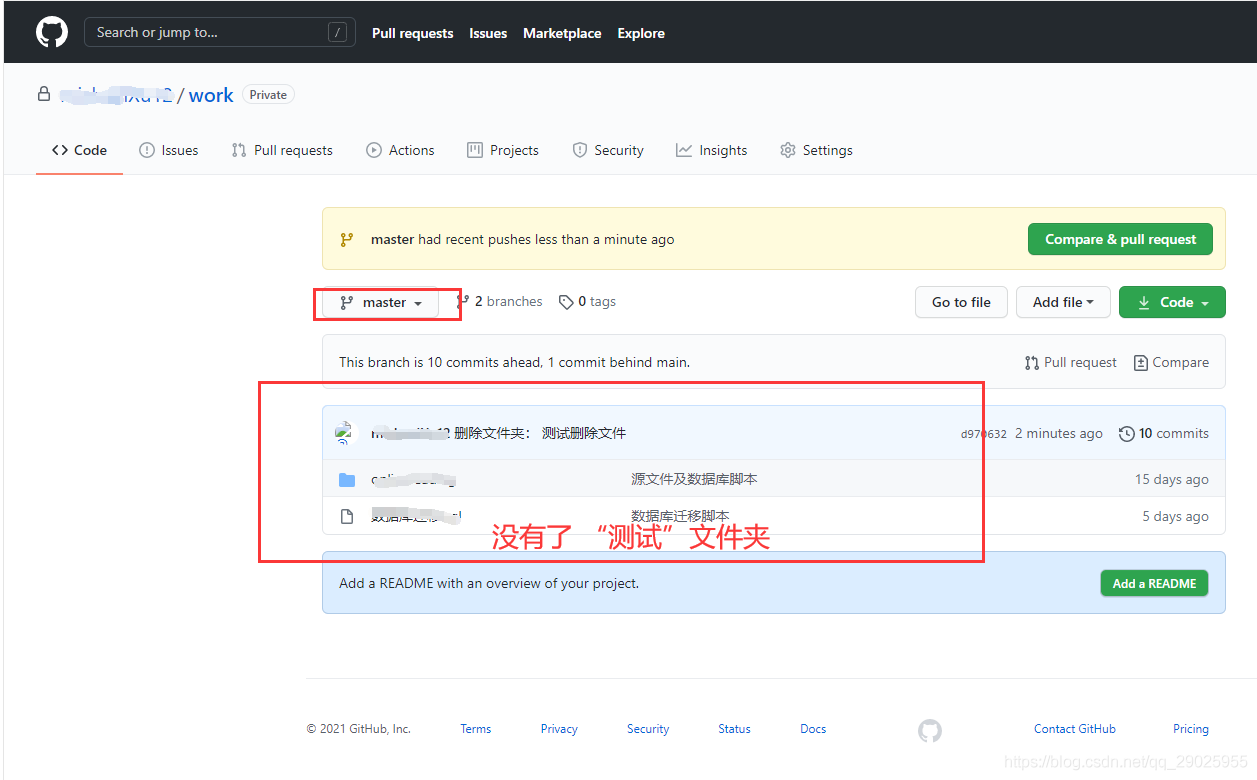 Search or jump to... /
Pull requests Issues Marketplace Explore
/ work Private
Code Issues Pull requests Actions Projects Security Insights Settings
master had recent pushes less than a minute ago Compare & pull request
master 2 branches 0 tags Go to file Add file Code
This branch is 10 commits ahead, 1 commit behind main. Pull request Compare
删除文件夹： 测试删除文件 d970632 2 minutes ago 10 commits
源文件及数据库脚本 15 days ago
数据库迁移脚本 5 days ago
没有了 “测试”文件夹
Add a README with an overview of your project. Add a README
© 2021 GitHub, Inc. Terms Privacy Security Status Docs Contact GitHub Pricing
https://blog.csdn.net/qq_29025955